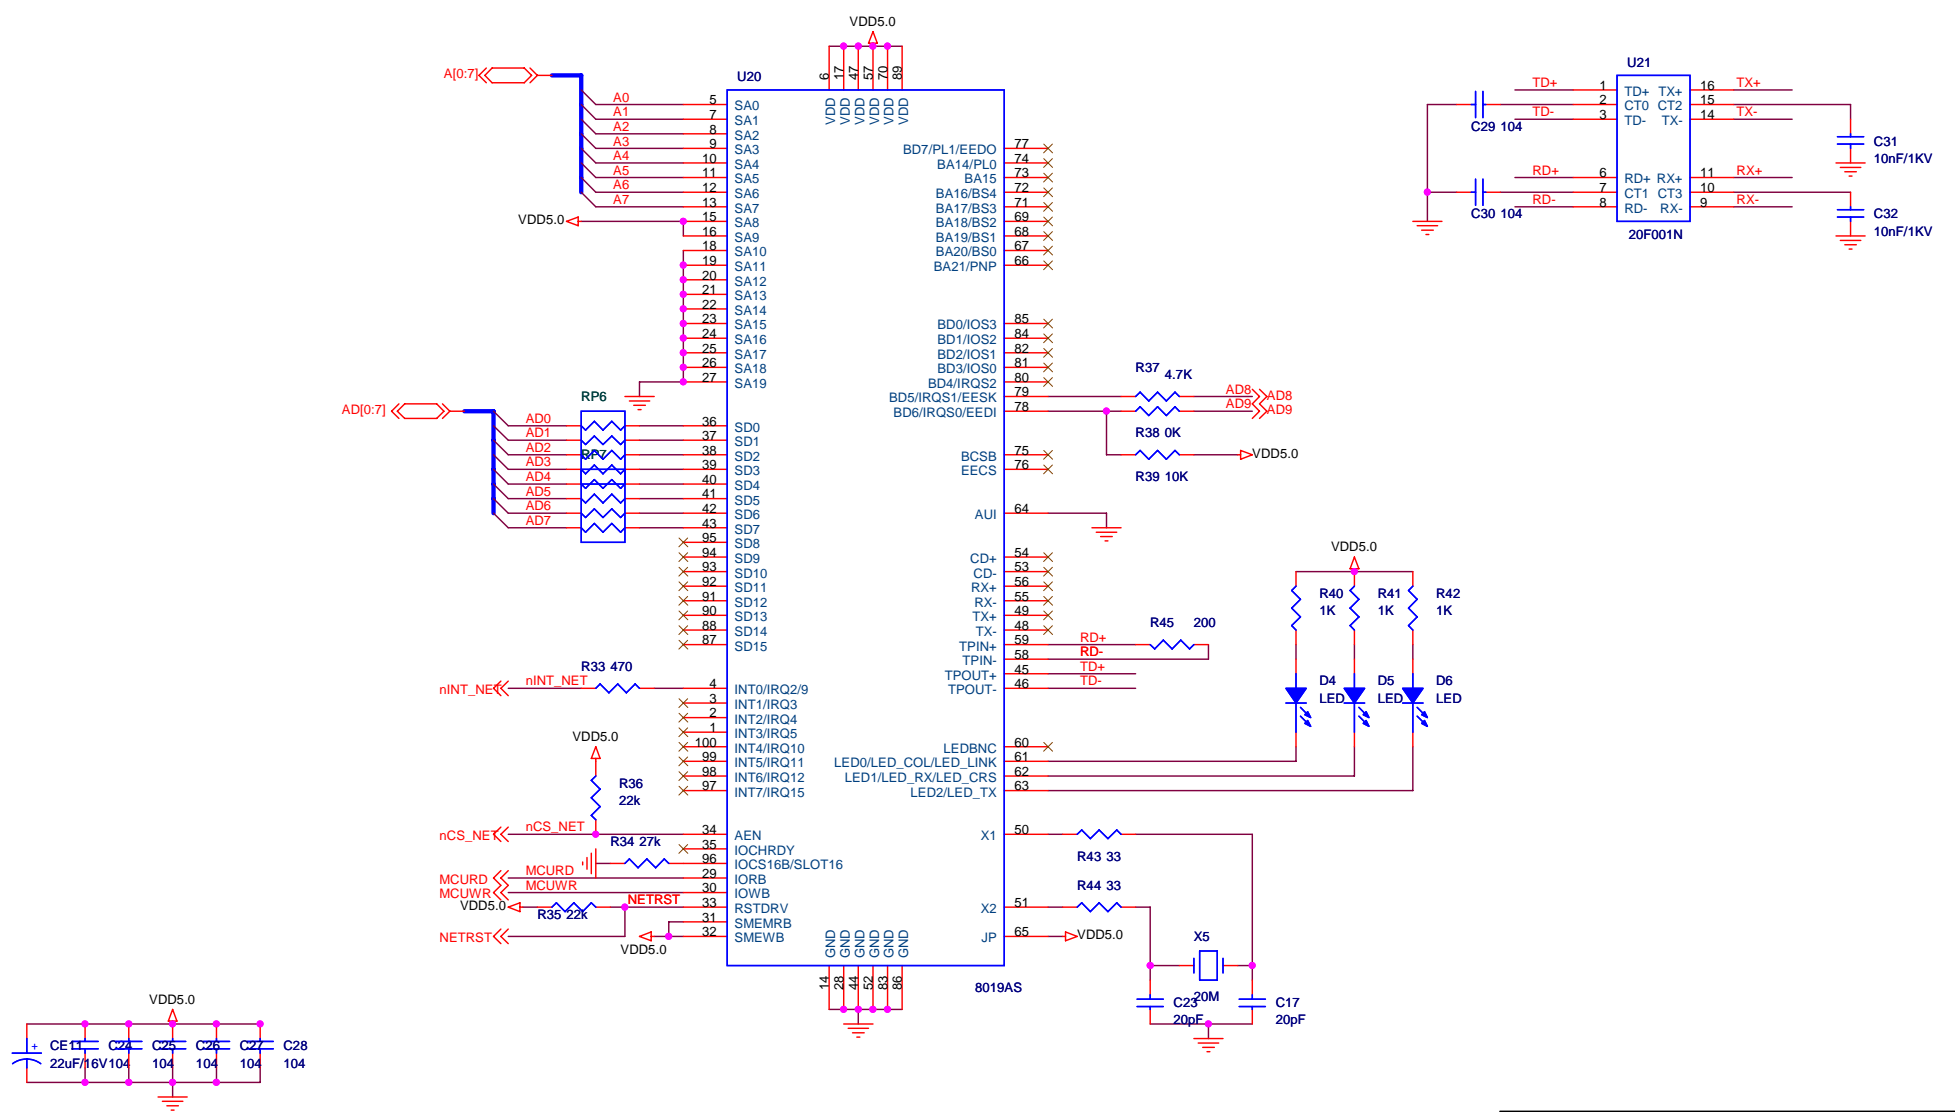 VDD5.0
U20
6 17 47 57 70 89
VDD VDD VDD VDD VDD VDD
A[0:7]
A0 5 SA0
A1 7 SA1
A2 8 SA2
A3 9 SA3
A4 10 SA4
A5 11 SA5
A6 12 SA6
A7 13 SA7
VDD5.0 15 SA8
16 SA9
18 SA10
19 SA11
20 SA12
21 SA13
22 SA14
23 SA15
24 SA16
25 SA17
26 SA18
27 SA19
RP6
AD[0:7]
AD0 36 SD0
AD1 37 SD1
AD2 38 SD2
RP7
AD3 39 SD3
AD4 40 SD4
AD5 41 SD5
AD6 42 SD6
AD7 43 SD7
95 SD8
94 SD9
93 SD10
92 SD11
91 SD12
90 SD13
88 SD14
87 SD15
R33 470
nINT_NET nINT_NET 4 INT0/IRQ2/9
3 INT1/IRQ3
2 INT2/IRQ4
1 INT3/IRQ5
100 INT4/IRQ10
99 INT5/IRQ11
98 INT6/IRQ12
97 INT7/IRQ15
VDD5.0
R36
22k
nCS_NET nCS_NET 34 AEN
R34 27k
35 IOCHRDY
96 IOCS16B/SLOT16
MCURD MCURD 29 IORB
MCUWR MCUWR 30 IOWB
VDD5.0 R35 22k NETRST 33 RSTDRV
31 SMEMRB
NETRST VDD5.0 32 SMEWB
GND GND GND GND GND GND
14 28 44 52 83 86
8019AS
BD7/PL1/EEDO 77
BA14/PL0 74
BA15 73
BA16/BS4 72
BA17/BS3 71
BA18/BS2 69
BA19/BS1 68
BA20/BS0 67
BA21/PNP 66
BD0/IOS3 85
BD1/IOS2 84
BD2/IOS1 82
BD3/IOS0 81
BD4/IRQS2 80
R37 4.7K
BD5/IRQS1/EESK 79 AD8 AD8
BD6/IRQS0/EEDI 78 AD9 AD9
R38 0K
BCSB 75 VDD5.0
EECS 76
R39 10K
AUI 64
CD+ 54
CD- 53
RX+ 56
RX- 55
TX+ 49
TX- 48
R45 200
TPIN+ 59 RD+
TPIN- 58 RD-
TPOUT+ 45 TD+
TPOUT- 46 TD-
LEDBNC 60
LED0/LED_COL/LED_LINK 61
LED1/LED_RX/LED_CRS 62
LED2/LED_TX 63
X1 50
R43 33
R44 33
X2 51
JP 65 VDD5.0
X5
20M
C23
20pF
C17
20pF
VDD5.0
R40
1K
R41
1K
R42
1K
D4
LED
D5
LED
D6
LED
U21
TD+ 1 TD+ TX+ 16 TX+
2 CT0 CT2 15
TD- 3 TD- TX- 14 TX-
RD+ 6 RD+ RX+ 11 RX+
7 CT1 CT3 10
RD- 8 RD- RX- 9 RX-
20F001N
C29 104
C30 104
C31
10nF/1KV
C32
10nF/1KV
VDD5.0
CE11 C24 C25 C26 C27 C28
+
22uF/16V 104 104 104 104 104